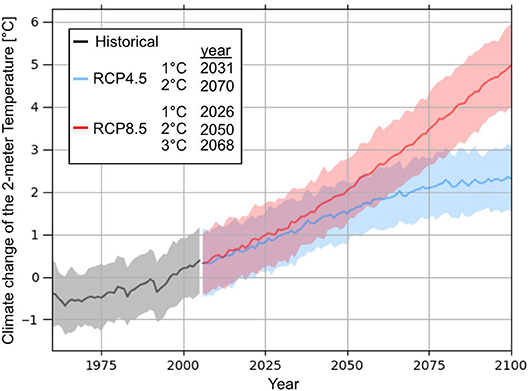 6
5
4
3
2
1
0
−1
Climate change of the 2-meter Temperature [°C]
Historical
year
RCP4.5
1°C 2031
2°C 2070
RCP8.5
1°C 2026
2°C 2050
3°C 2068
1975 2000 2025 2050 2075 2100
Year